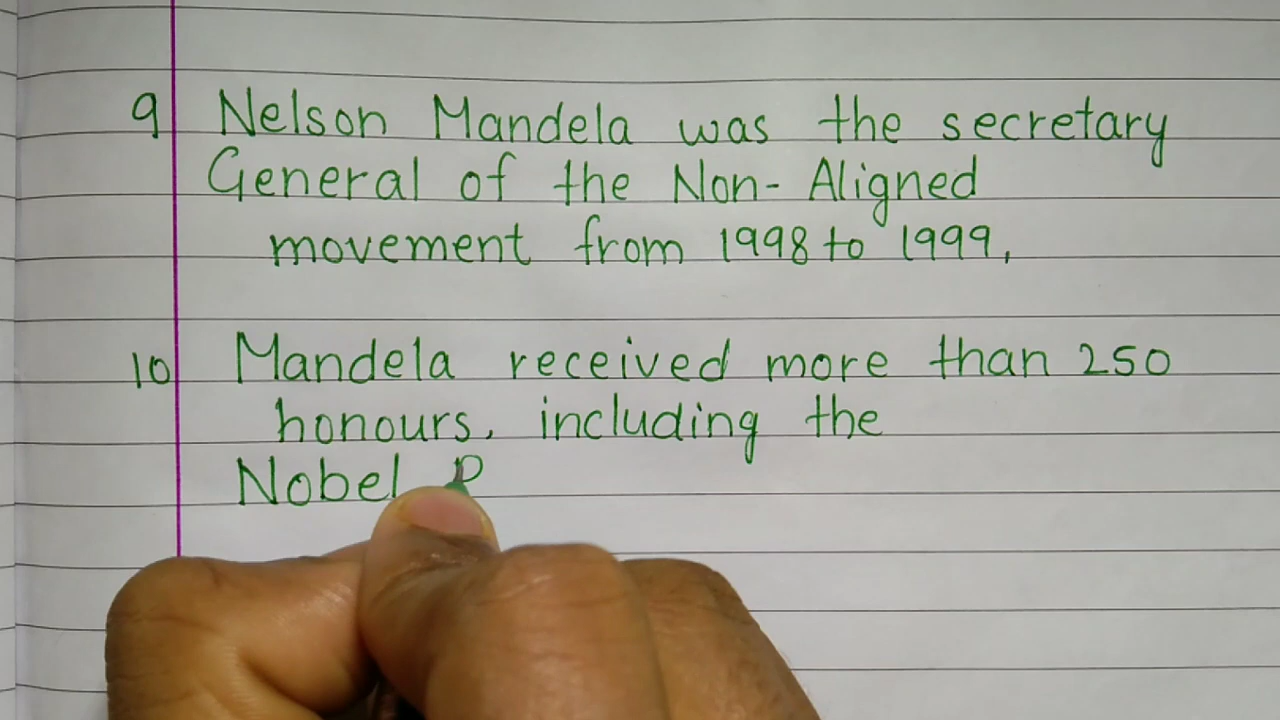 9 Nelson Mandela was the secretary
General of the Non-Aligned
movement from 1998 to 1999,
10 Mandela received more than 250
honours, including the
Nobel P